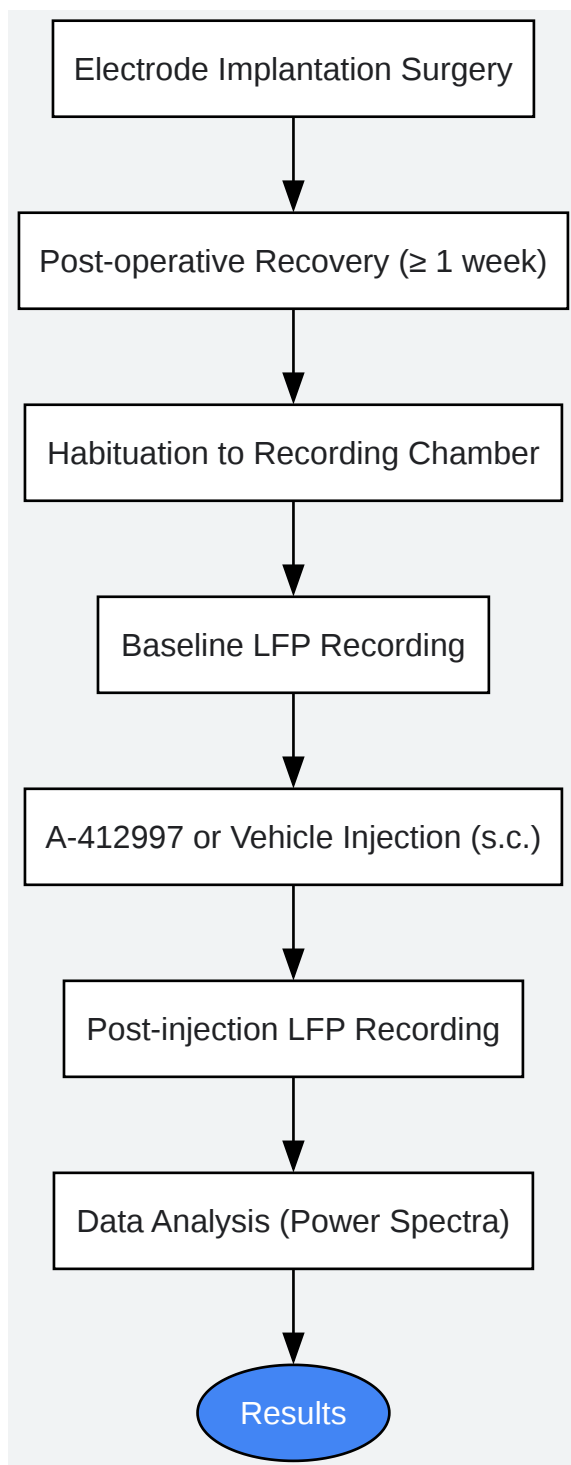 Electrode Implantation Surgery
Post-operative Recovery (≥ 1 week)
Habituation to Recording Chamber
Baseline LFP Recording
A-412997 or Vehicle Injection (s.c.)
Post-injection LFP Recording
Data Analysis (Power Spectra)
Results